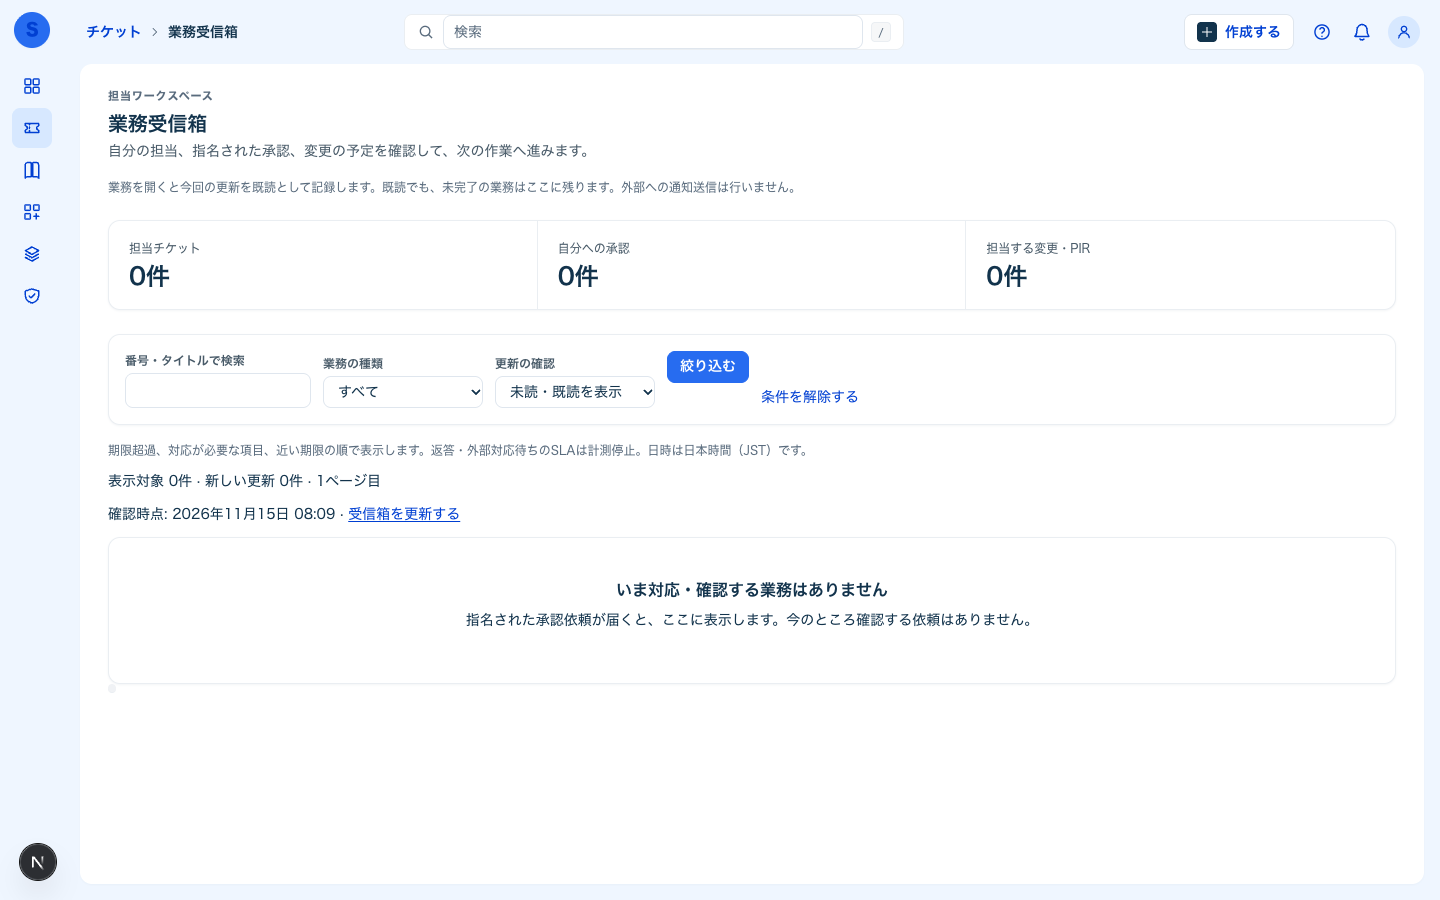 S
チケット > 業務受信箱
検索
/
作成する
担当ワークスペース
業務受信箱
自分の担当、指名された承認、変更の予定を確認して、次の作業へ進みます。
業務を開くと今回の更新を既読として記録します。既読でも、未完了の業務はここに残ります。外部への通知送信は行いません。
担当チケット
0件
自分への承認
0件
担当する変更・PIR
0件
番号・タイトルで検索
業務の種類
すべて
更新の確認
未読・既読を表示
絞り込む
条件を解除する
期限超過、対応が必要な項目、近い期限の順で表示します。返答・外部対応待ちのSLAは計測停止。日時は日本時間（JST）です。
表示対象 0件 · 新しい更新 0件 · 1ページ目
確認時点: 2026年11月15日 08:09 · 受信箱を更新する
いま対応・確認する業務はありません
指名された承認依頼が届くと、ここに表示します。今のところ確認する依頼はありません。
N